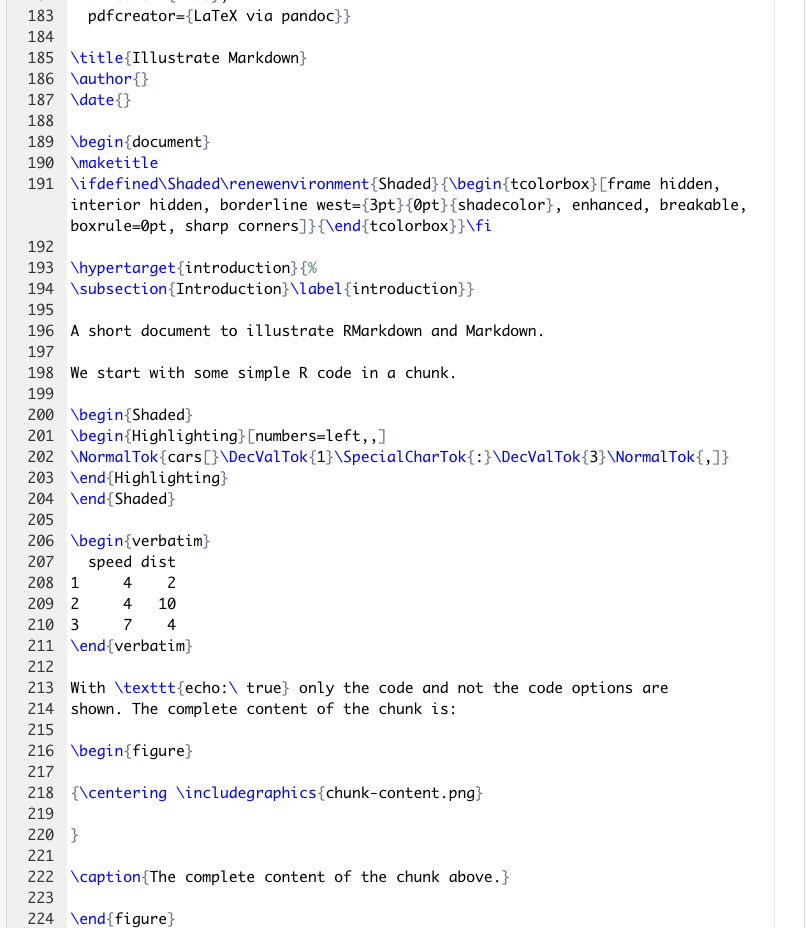 183 pdfcreator={LaTeX via pandoc}}
184
185 \title{Illustrate Markdown}
186 \author{}
187 \date{}
188
189 \begin{document}
190 \maketitle
191 \ifdefined\Shaded\renewenvironment{Shaded}{\begin{tcolorbox}[frame hidden,
interior hidden, borderline west={3pt}{0pt}{shadecolor}, enhanced, breakable,
boxrule=0pt, sharp corners]}{\end{tcolorbox}}\fi
192
193 \hypertarget{introduction}{%
194 \subsection{Introduction}\label{introduction}}
195
196 A short document to illustrate RMarkdown and Markdown.
197
198 We start with some simple R code in a chunk.
199
200 \begin{Shaded}
201 \begin{Highlighting}[numbers=left,,]
202 \NormalTok{cars[}\DecValTok{1}\SpecialCharTok{:}\DecValTok{3}\NormalTok{,]}
203 \end{Highlighting}
204 \end{Shaded}
205
206 \begin{verbatim}
207   speed dist
208 1     4    2
209 2     4   10
210 3     7    4
211 \end{verbatim}
212
213 With \texttt{echo:\ true} only the code and not the code options are
214 shown. The complete content of the chunk is:
215
216 \begin{figure}
217
218 {\centering \includegraphics{chunk-content.png}
219
220 }
221
222 \caption{The complete content of the chunk above.}
223
224 \end{figure}